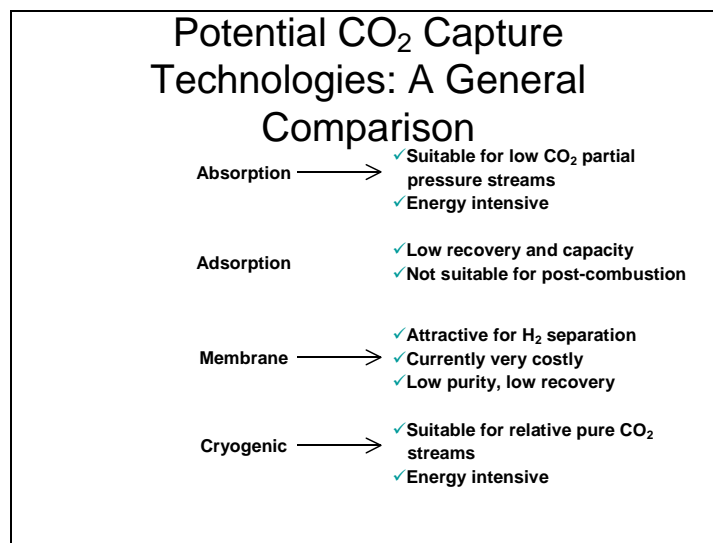 Potential CO₂ Capture
Technologies: A General
Comparison
Absorption
✓Suitable for low CO₂ partial
pressure streams
✓Energy intensive
Adsorption
✓Low recovery and capacity
✓Not suitable for post-combustion
Membrane
✓Attractive for H₂ separation
✓Currently very costly
✓Low purity, low recovery
Cryogenic
✓Suitable for relative pure CO₂
streams
✓Energy intensive